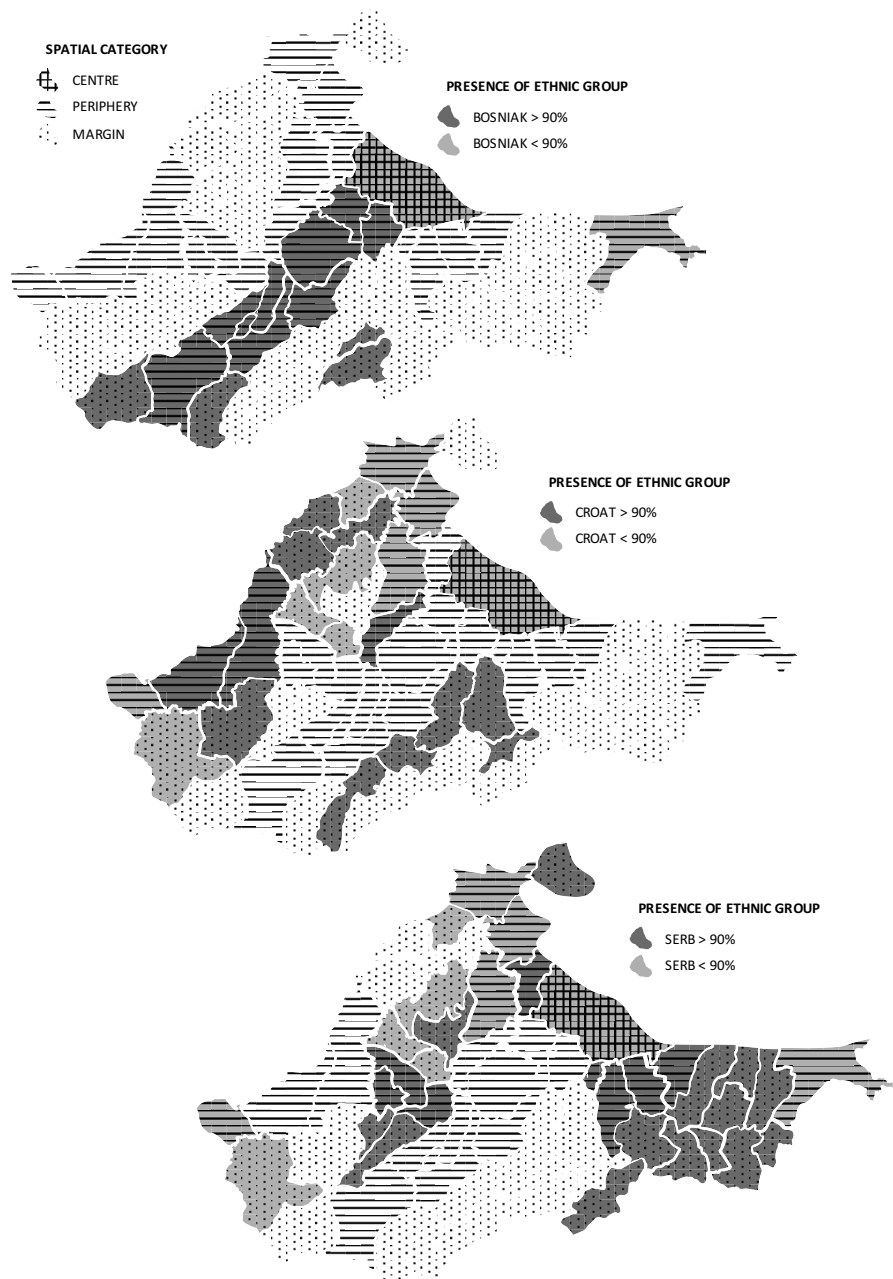 SPATIAL CATEGORY
CENTRE
PERIPHERY
MARGIN
PRESENCE OF ETHNIC GROUP
BOSNIAK > 90%
BOSNIAK < 90%
PRESENCE OF ETHNIC GROUP
CROAT > 90%
CROAT < 90%
PRESENCE OF ETHNIC GROUP
SERB > 90%
SERB < 90%